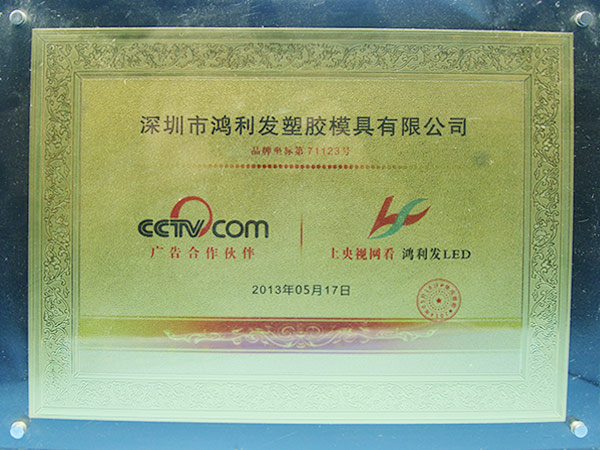 深圳市鸿利发塑胶模具有限公司
品牌坐标第71123号
CCTV.COM
广告合作伙伴
上央视网看 鸿利发LED
2013年05月17日